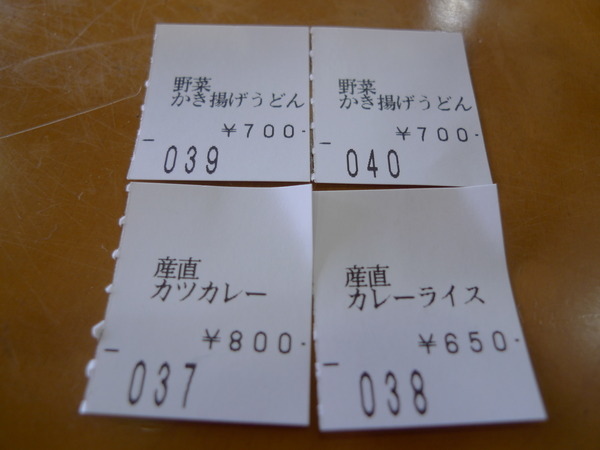 野菜
かき揚げうどん
¥700-
039
野菜
かき揚げうどん
¥700-
040
産直
カツカレー
¥800-
037
産直
カレーライス
¥650-
038